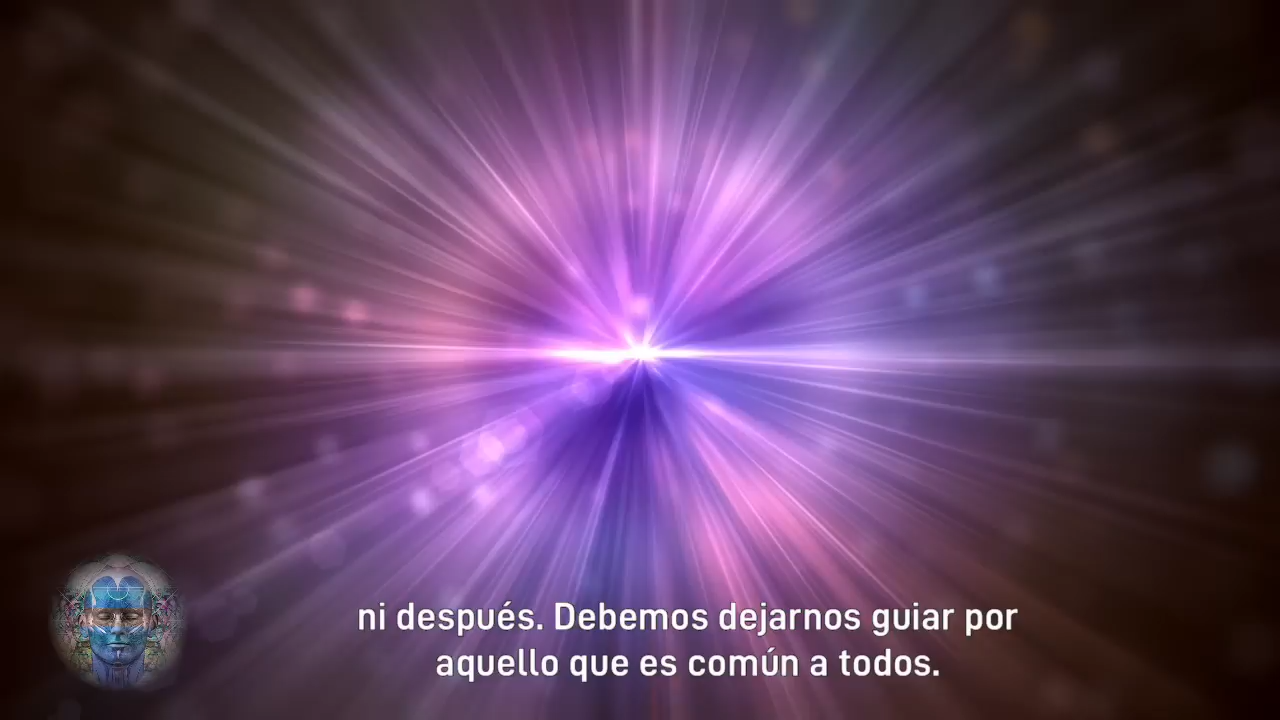 ni después. Debemos dejarnos guiar por
aquello que es común a todos.